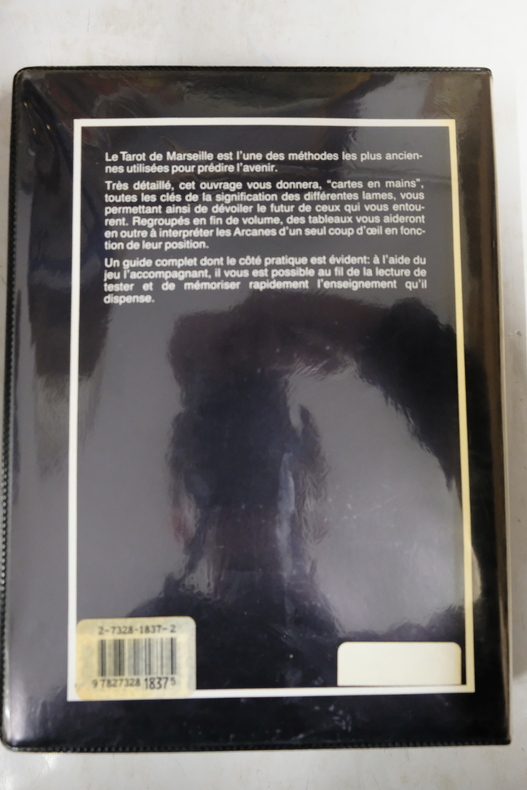 Le Tarot de Marseille est l'une des méthodes les plus ancien-
nes utilisées pour prédire l'avenir.
Très détaillé, cet ouvrage vous donnera, "cartes en mains",
toutes les clés de la signification des différentes lames, vous
permettant ainsi de dévoiler le futur de ceux qui vous entou-
rent. Regroupés en fin de volume, des tableaux vous aideront
en outre à interpréter les Arcanes d'un seul coup d'œil en fonc-
tion de leur position.
Un guide complet dont le côté pratique est évident: à l'aide du
jeu l'accompagnant, il vous est possible au fil de la lecture de
tester et de mémoriser rapidement l'enseignement qu'il
dispense.
2-7328-1837-2
9 782732 818375